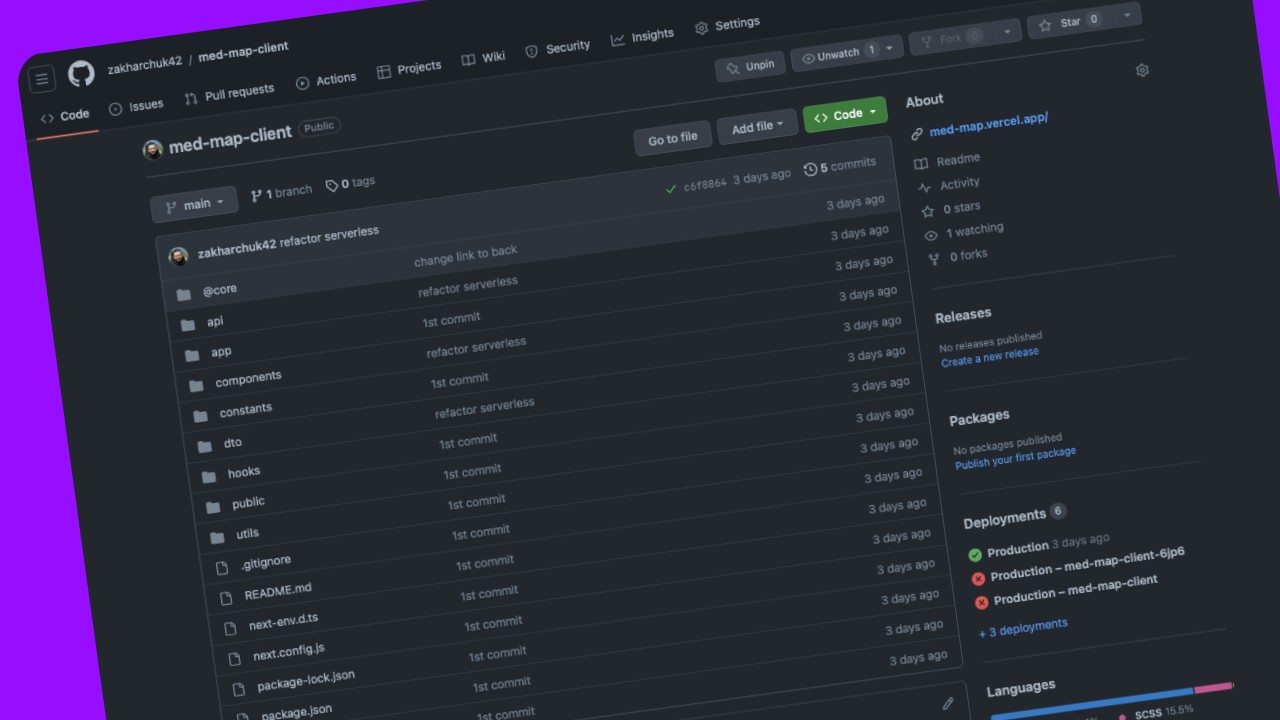 zakharchuk42 / med-map-client
Code Issues Pull requests Actions Projects Wiki Security Insights Settings
med-map-client Public
Unpin Unwatch 1 Fork 0 Star 0
main 1 branch 0 tags Go to file Add file Code
zakharchuk42 refactor serverless c6f8864 3 days ago 5 commits
@core change link to back 3 days ago
api refactor serverless 3 days ago
app 1st commit 3 days ago
components refactor serverless 3 days ago
constants 1st commit 3 days ago
dto refactor serverless 3 days ago
hooks 1st commit 3 days ago
public 1st commit 3 days ago
utils 1st commit 3 days ago
.gitignore 1st commit 3 days ago
README.md 1st commit 3 days ago
next-env.d.ts 1st commit 3 days ago
next.config.js 1st commit 3 days ago
package-lock.json 1st commit 3 days ago
package.json 1st commit 3 days ago
1st commit 3 days ago
About
med-map.vercel.app/
Readme
Activity
0 stars
1 watching
0 forks
Releases
No releases published
Create a new release
Packages
No packages published
Publish your first package
Deployments 6
Production 3 days ago
Production – med-map-client-6jp6
Production – med-map-client
+ 3 deployments
Languages
SCSS 15.5%